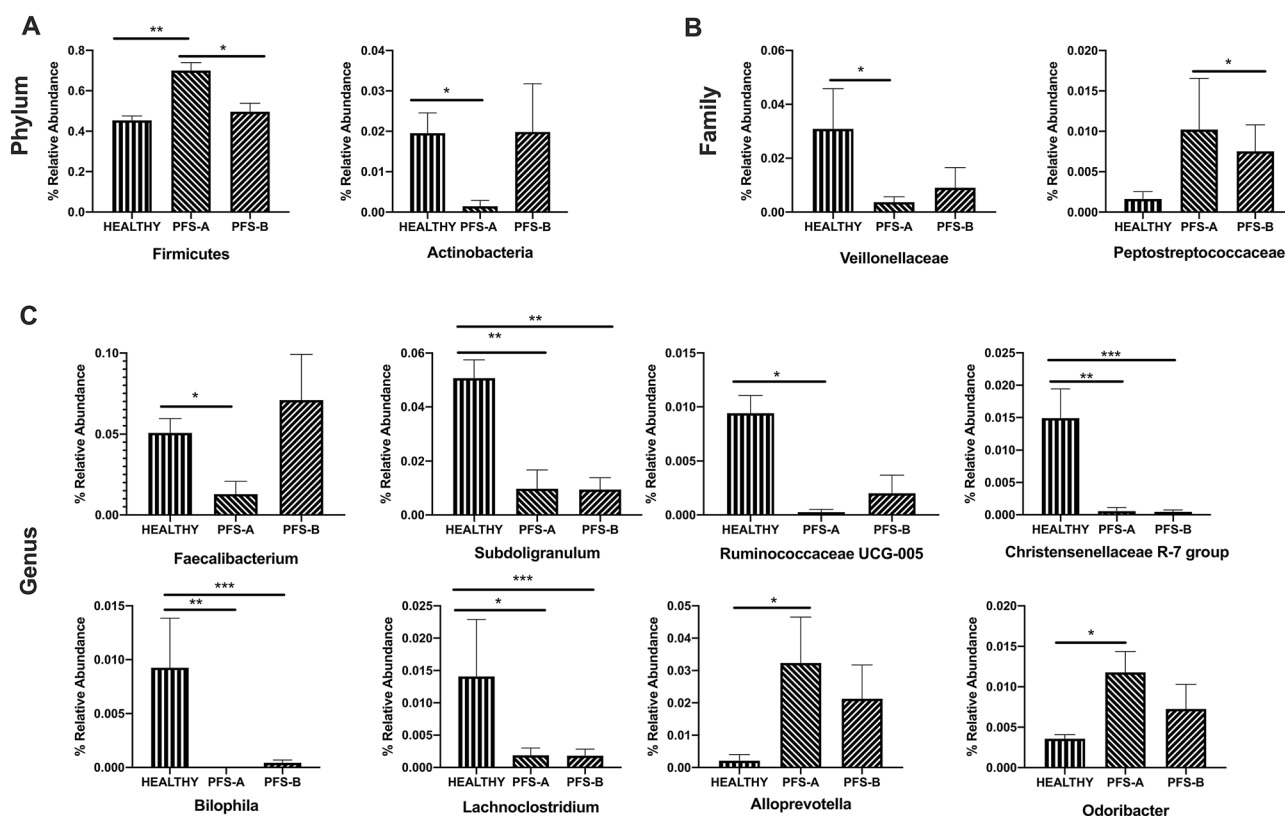 A
Phylum
% Relative Abundance
0.8
0.6
0.4
0.2
0.0
**
*
HEALTHY PFS-A PFS-B
Firmicutes
% Relative Abundance
0.04
0.03
0.02
0.01
0.00
*
HEALTHY PFS-A PFS-B
Actinobacteria
B
Family
% Relative Abundance
0.06
0.04
0.02
0.00
*
HEALTHY PFS-A PFS-B
Veillonellaceae
% Relative Abundance
0.020
0.015
0.010
0.005
0.000
*
HEALTHY PFS-A PFS-B
Peptostreptococcaceae
C
Genus
% Relative Abundance
0.10
0.05
0.00
*
HEALTHY PFS-A PFS-B
Faecalibacterium
% Relative Abundance
0.06
0.04
0.02
0.00
**
**
HEALTHY PFS-A PFS-B
Subdoligranulum
% Relative Abundance
0.015
0.010
0.005
0.000
*
HEALTHY PFS-A PFS-B
Ruminococcaceae UCG-005
% Relative Abundance
0.025
0.020
0.015
0.010
0.005
0.000
***
**
HEALTHY PFS-A PFS-B
Christensenellaceae R-7 group
% Relative Abundance
0.015
0.010
0.005
0.000
***
**
HEALTHY PFS-A PFS-B
Bilophila
% Relative Abundance
0.025
0.020
0.015
0.010
0.005
0.000
***
*
HEALTHY PFS-A PFS-B
Lachnoclostridium
% Relative Abundance
0.05
0.04
0.03
0.02
0.01
0.00
*
HEALTHY PFS-A PFS-B
Alloprevotella
% Relative Abundance
0.020
0.015
0.010
0.005
0.000
*
HEALTHY PFS-A PFS-B
Odoribacter